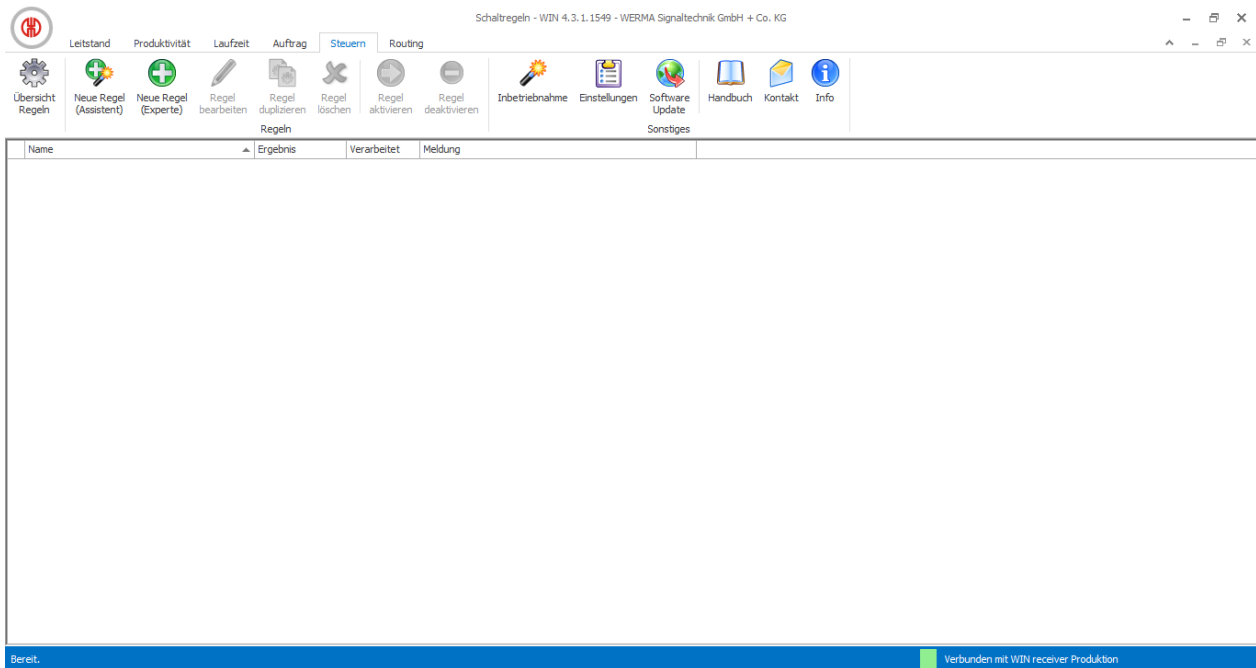 Schaltregeln - WIN 4.3.1.1549 - WERMA Signaltechnik GmbH + Co. KG
Leitstand Produktivität Laufzeit Auftrag Steuern Routing
Übersicht Neue Regel Neue Regel Regel Regel Regel Regel Regel Inbetriebnahme Einstellungen Software Handbuch Kontakt Info
Regeln (Assistent) (Experte) bearbeiten duplizieren löschen aktivieren deaktivieren Update
Regeln Sonstiges
Name Ergebnis Verarbeitet Meldung
Bereit. Verbunden mit WIN receiver Produktion